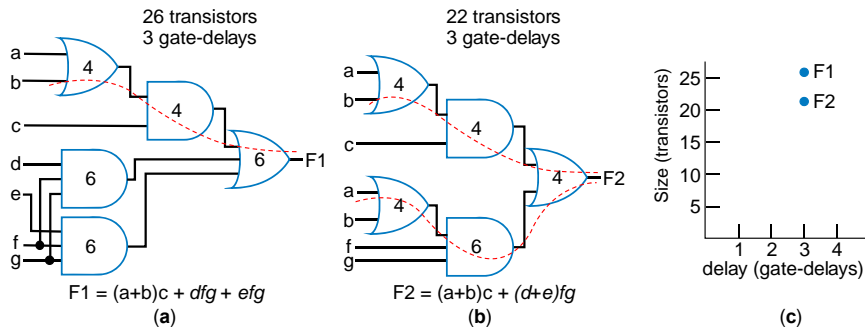 26 transistors
3 gate-delays
a
b
c
d
e
f
g
4
4
6
6
6
F1
F1 = (a+b)c + dfg + efg
(a)
22 transistors
3 gate-delays
a
b
c
a
b
f
g
4
4
4
6
4
F2
F2 = (a+b)c + (d+e)fg
(b)
Size (transistors)
25
20
15
10
5
F1
F2
1 2 3 4
delay (gate-delays)
(c)